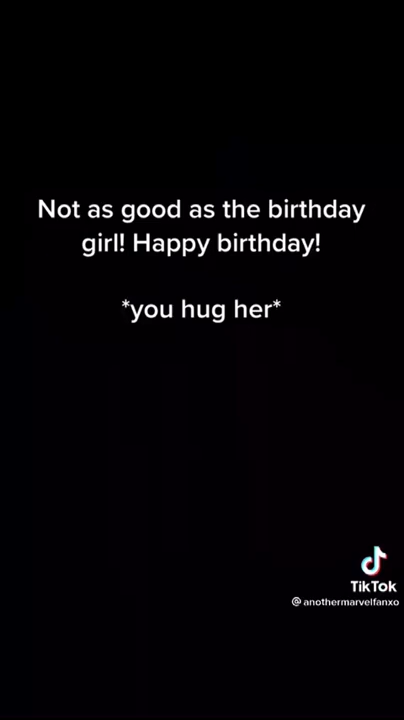 Not as good as the birthday
girl! Happy birthday!
*you hug her*
TikTok
@anothermarvelfanxo